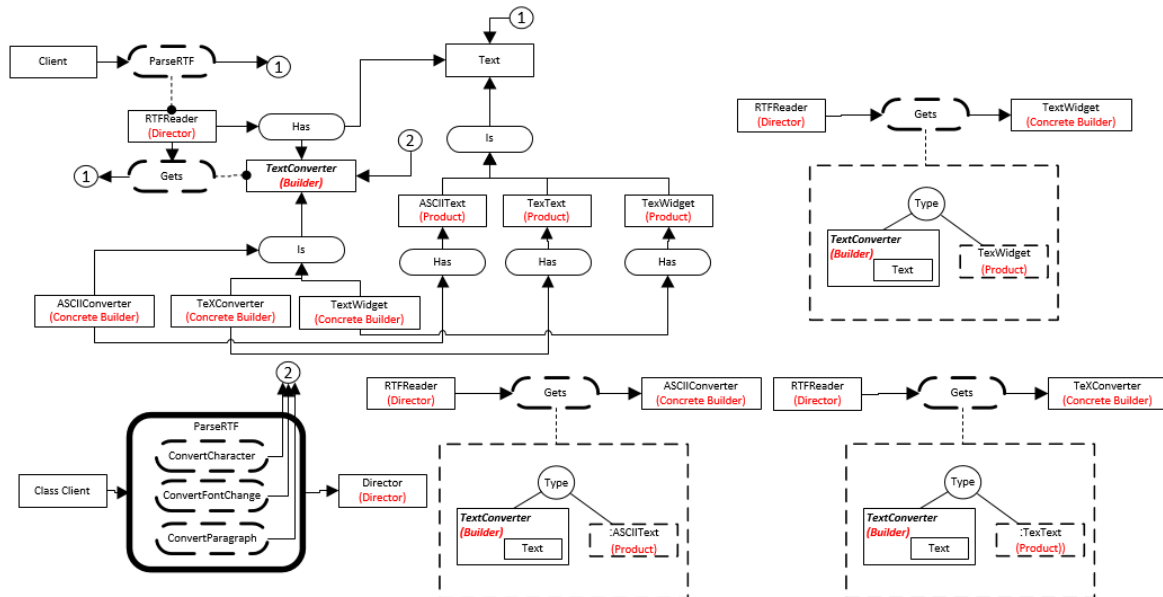 1
Client
ParseRTF
1
Text
RTFReader
(Director)
Has
2
Is
1
Gets
TextConverter
(Builder)
ASCIIText
(Product)
TexText
(Product)
TexWidget
(Product)
Is
Has
Has
Has
ASCIIConverter
(Concrete Builder)
TeXConverter
(Concrete Builder)
TextWidget
(Concrete Builder)
RTFReader
(Director)
Gets
TextWidget
(Concrete Builder)
Type
TextConverter
(Builder)
Text
TexWidget
(Product)
2
ParseRTF
ConvertCharacter
Class Client
ConvertFontChange
ConvertParagraph
Director
(Director)
RTFReader
(Director)
Gets
ASCIIConverter
(Concrete Builder)
Type
TextConverter
(Builder)
Text
:ASCIIText
(Product)
RTFReader
(Director)
Gets
TeXConverter
(Concrete Builder)
Type
TextConverter
(Builder)
Text
:TexText
(Product))